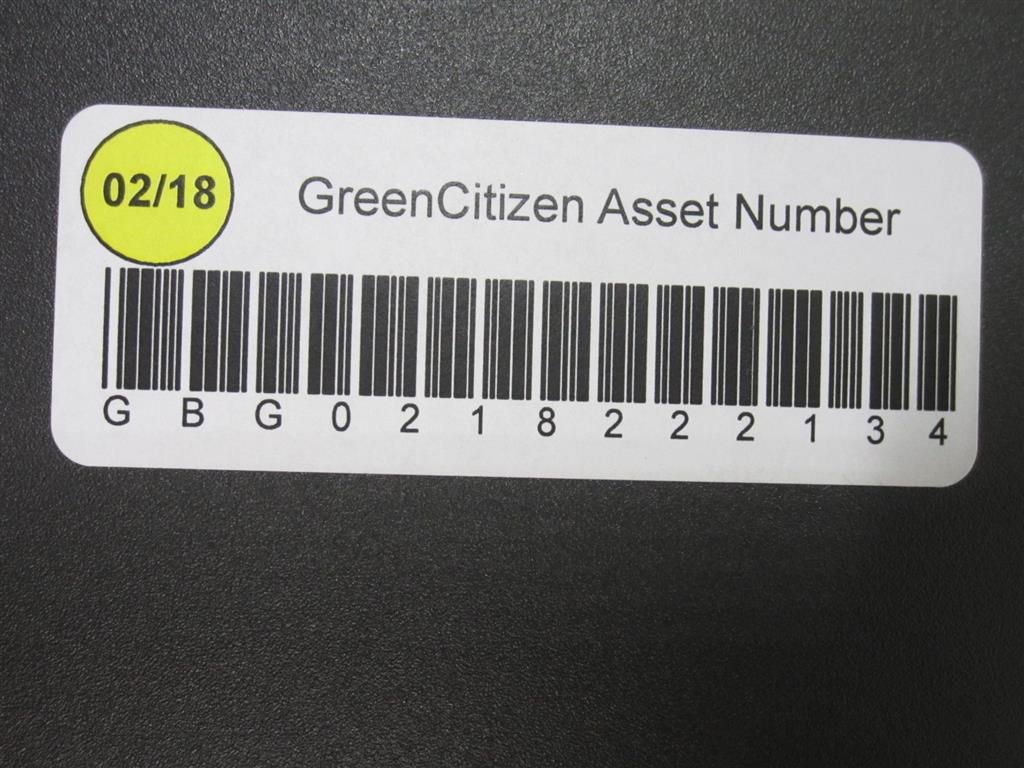 02/18
GreenCitizen Asset Number
G B G 0 2 1 8 2 2 2 1 3 4